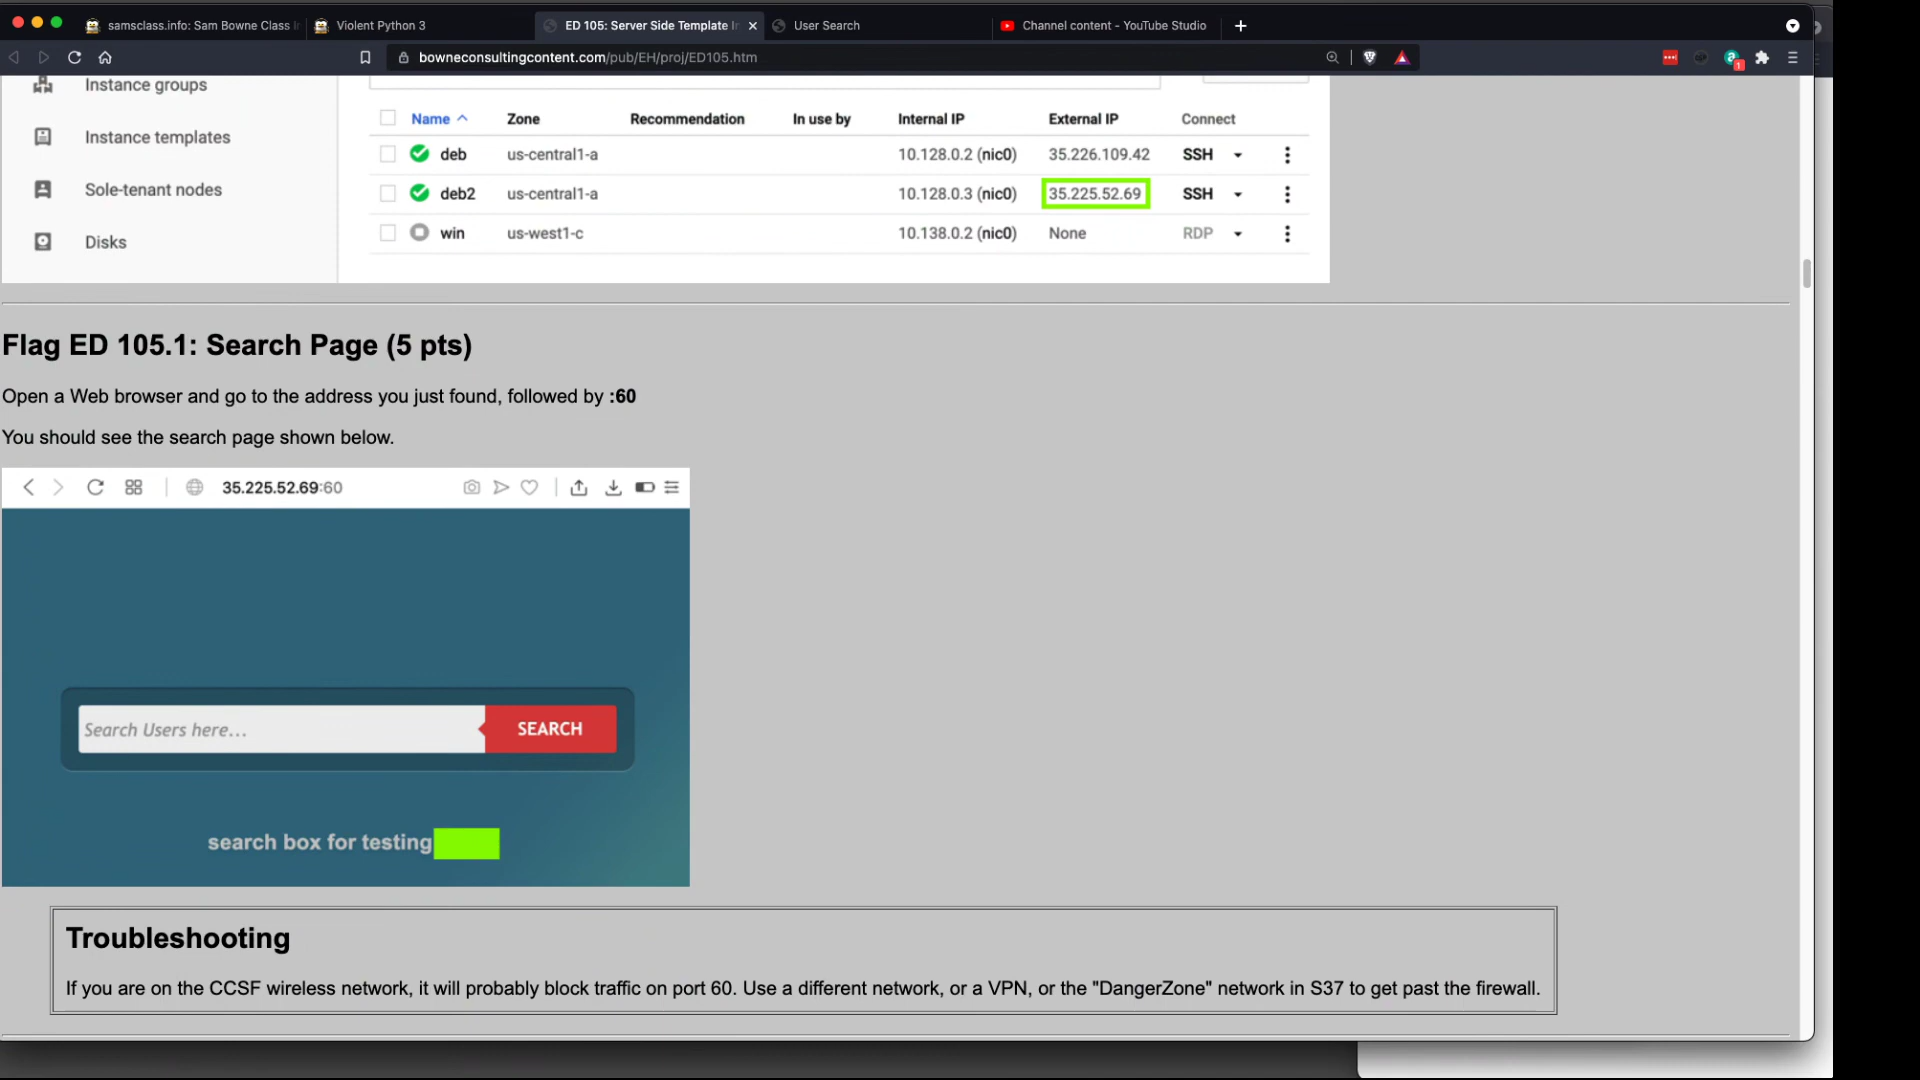 samsclass.info: Sam Bowne Class I
Violent Python 3
ED 105: Server Side Template I
User Search
Channel content - YouTube Studio
bowneconsultingcontent.com/pub/EH/proj/ED105.htm
1
Instance groups
Instance templates
Sole-tenant nodes
Disks
Name Zone Recommendation In use by Internal IP External IP Connect
deb us-central1-a 10.128.0.2 (nic0) 35.226.109.42 SSH
deb2 us-central1-a 10.128.0.3 (nic0) 35.225.52.69 SSH
win us-west1-c 10.138.0.2 (nic0) None RDP
Flag ED 105.1: Search Page (5 pts)
Open a Web browser and go to the address you just found, followed by :60
You should see the search page shown below.
35.225.52.69:60
Search Users here...
SEARCH
search box for testing
Troubleshooting
If you are on the CCSF wireless network, it will probably block traffic on port 60. Use a different network, or a VPN, or the "DangerZone" network in S37 to get past the firewall.